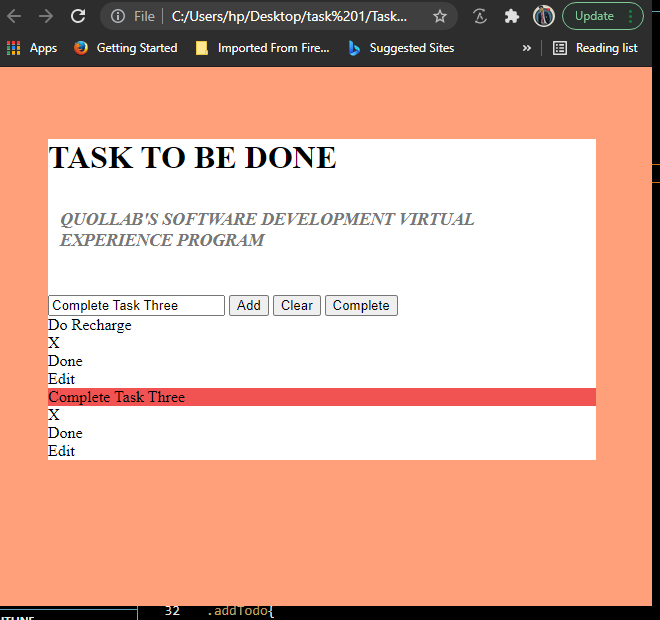 File C:/Users/hp/Desktop/task%201/Task... Update
Apps Getting Started Imported From Fire... Suggested Sites » Reading list
TASK TO BE DONE
QUOLLAB'S SOFTWARE DEVELOPMENT VIRTUAL
EXPERIENCE PROGRAM
Complete Task Three Add Clear Complete
Do Recharge
X
Done
Edit
Complete Task Three
X
Done
Edit
32 .addTodo{